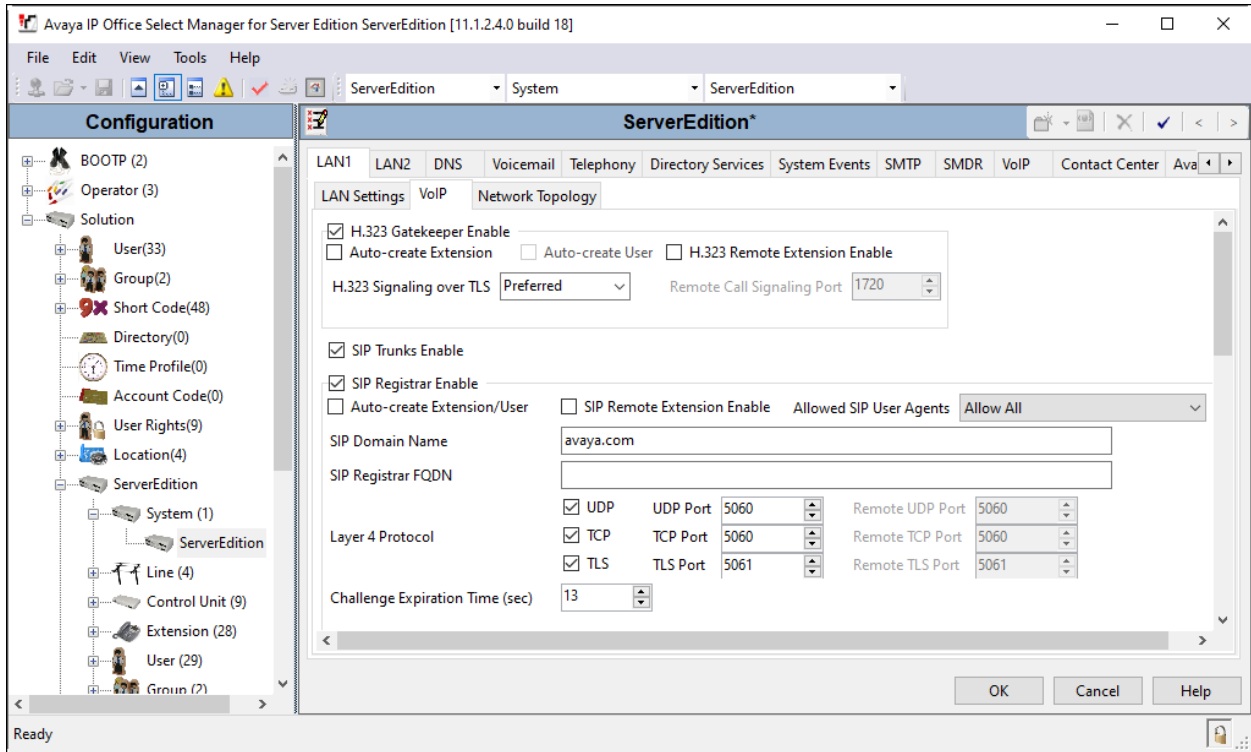 Avaya IP Office Select Manager for Server Edition ServerEdition [11.1.2.4.0 build 18]
File Edit View Tools Help
ServerEdition System ServerEdition
Configuration
BOOTP (2)
Operator (3)
Solution
User(33)
Group(2)
Short Code(48)
Directory(0)
Time Profile(0)
Account Code(0)
User Rights(9)
Location(4)
ServerEdition
System (1)
ServerEdition
Line (4)
Control Unit (9)
Extension (28)
User (29)
Group (2)
ServerEdition*
LAN1 LAN2 DNS Voicemail Telephony Directory Services System Events SMTP SMDR VoIP Contact Center Ava
LAN Settings VoIP Network Topology
H.323 Gatekeeper Enable
Auto-create Extension Auto-create User H.323 Remote Extension Enable
H.323 Signaling over TLS Preferred Remote Call Signaling Port 1720
SIP Trunks Enable
SIP Registrar Enable
Auto-create Extension/User SIP Remote Extension Enable Allowed SIP User Agents Allow All
SIP Domain Name avaya.com
SIP Registrar FQDN
UDP UDP Port 5060 Remote UDP Port 5060
Layer 4 Protocol TCP TCP Port 5060 Remote TCP Port 5060
TLS TLS Port 5061 Remote TLS Port 5061
Challenge Expiration Time (sec) 13
OK Cancel Help
Ready